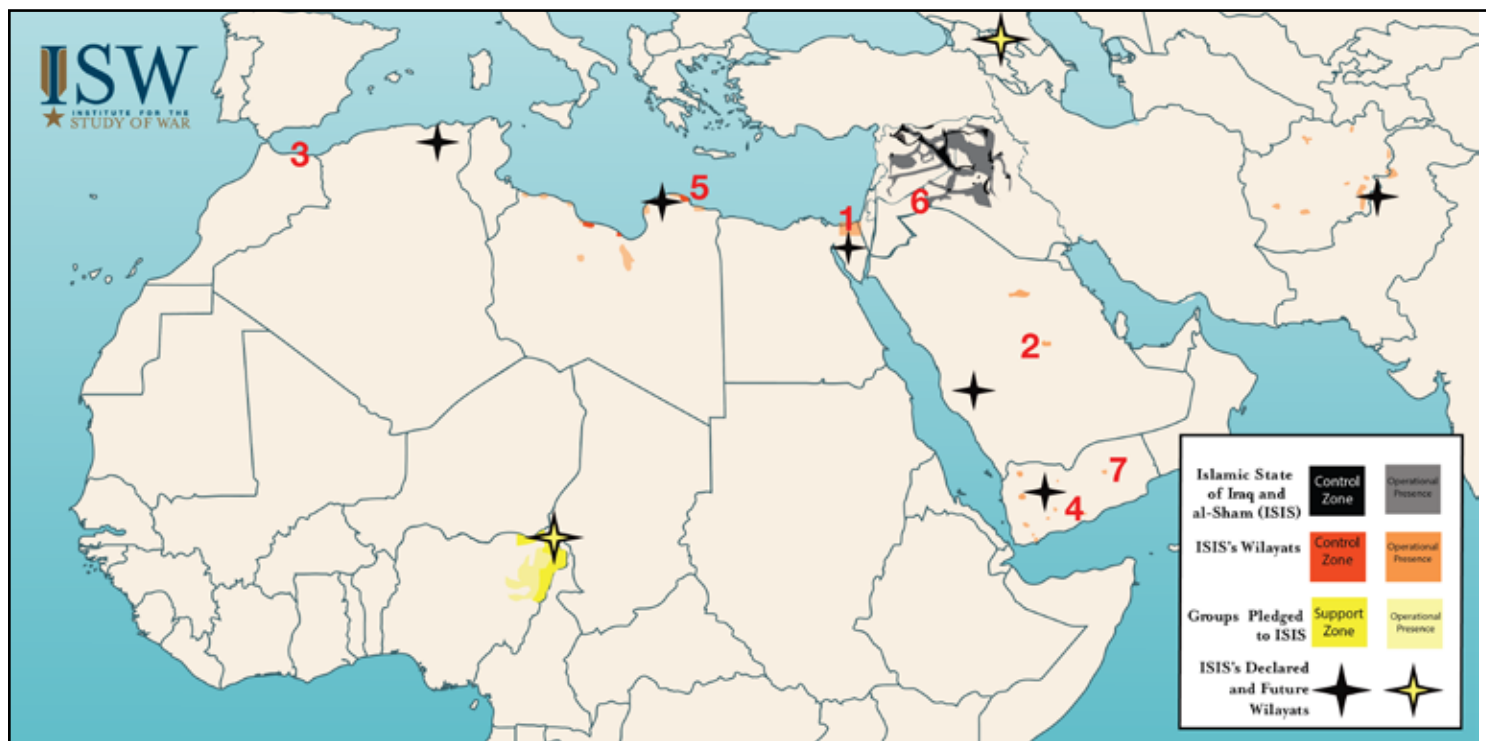 ISW
INSTITUTE FOR THE
STUDY OF WAR
3
5
1
6
2
7
4
Islamic State
of Iraq and
al-Sham (ISIS)
Control
Zone
Operational
Presence
ISIS's Wilayats
Control
Zone
Operational
Presence
Groups Pledged
to ISIS
Support
Zone
Operational
Presence
ISIS's Declared
and Future
Wilayats